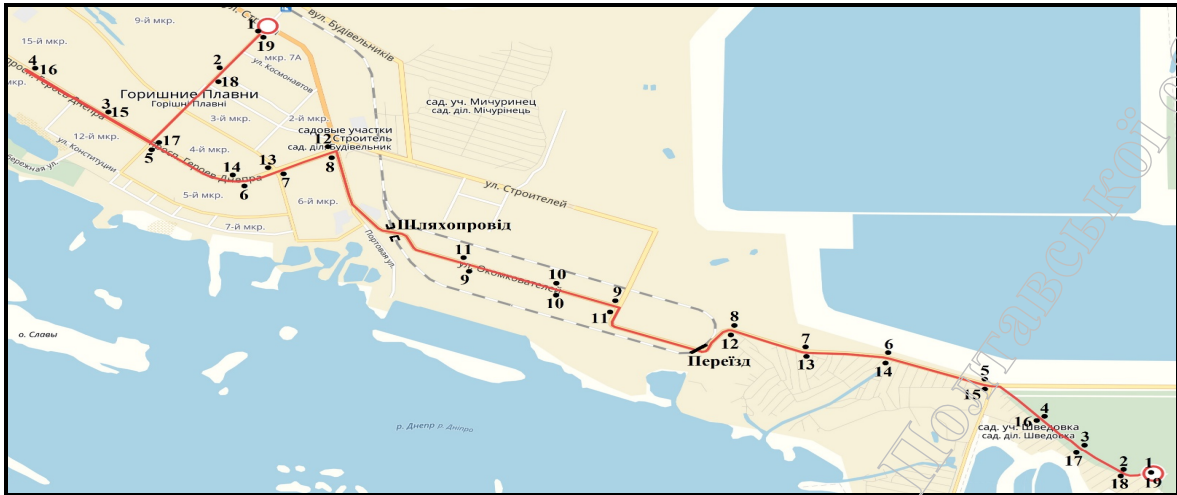 9-й мкр.
вул. Будівельників
1
19
15-й мкр.
мкр. 7А
ул. Космонавтов
4
16
2
18
Горишние Плавни
Горішні Плавні
3
15
3-й мкр.
2-й мкр.
сад. уч. Мичуринец
сад. діл. Мічурінець
садовые участки
Строитель
сад. діл. Будівельник
12
8
12-й мкр.
ул. Конституции
17
5
4-й мкр.
14
6
13
7
5-й мкр.
6-й мкр.
7-й мкр.
ул. Строителей
Шляхопровід
Портовая ул.
11
9
ул. Окомкователей
10
10
9
11
8
12
Переїзд
7
13
6
14
5
15
о. Славы
р. Днепр р. Дніпро
4
16
сад. уч. Шведовка
сад. діл. Шведовка
3
17
2
18
1
19
Полтавської о